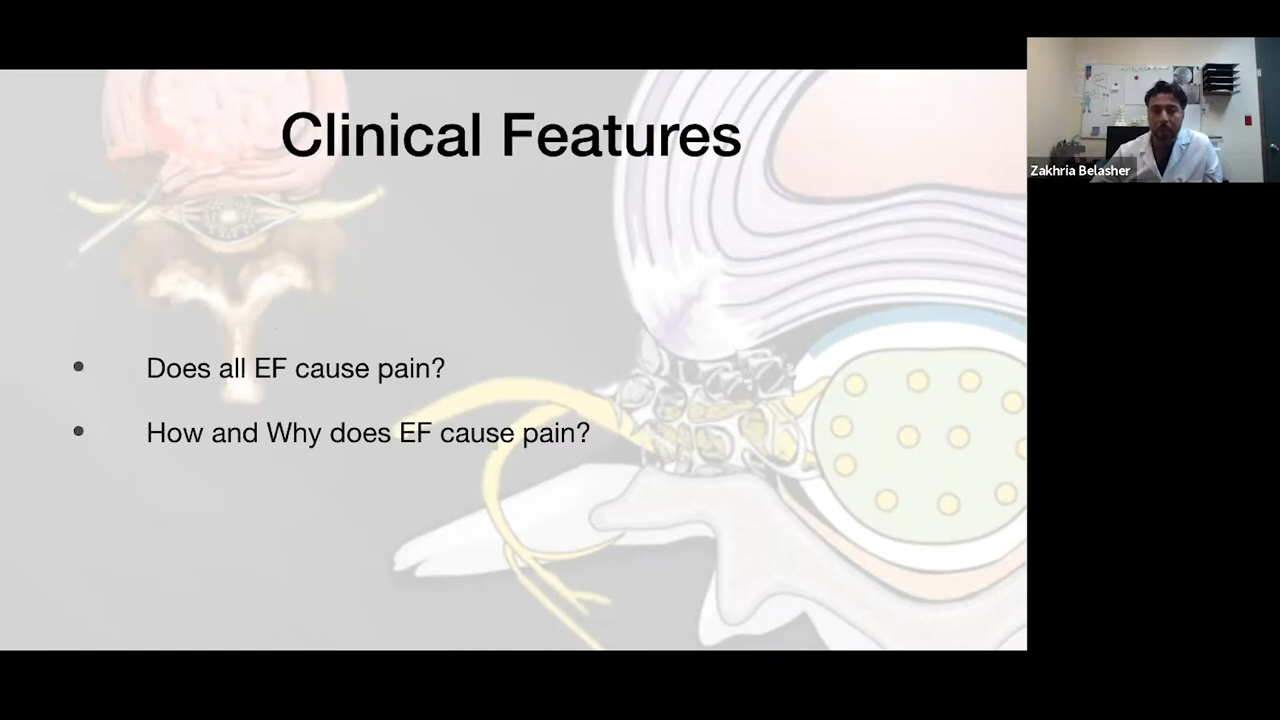 Clinical Features
Zakhria Belasher
• Does all EF cause pain?
• How and Why does EF cause pain?